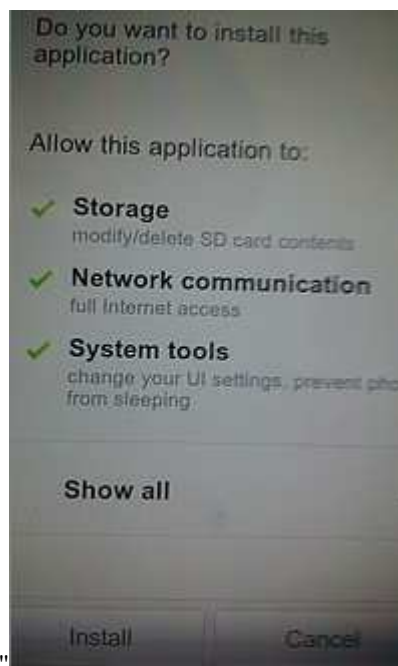 Do you want to install this
application?
Allow this application to:
Storage
modify/delete SD card contents
Network communication
full Internet access
System tools
change your UI settings, prevent pho
from sleeping
Show all
Install
Cancel
"